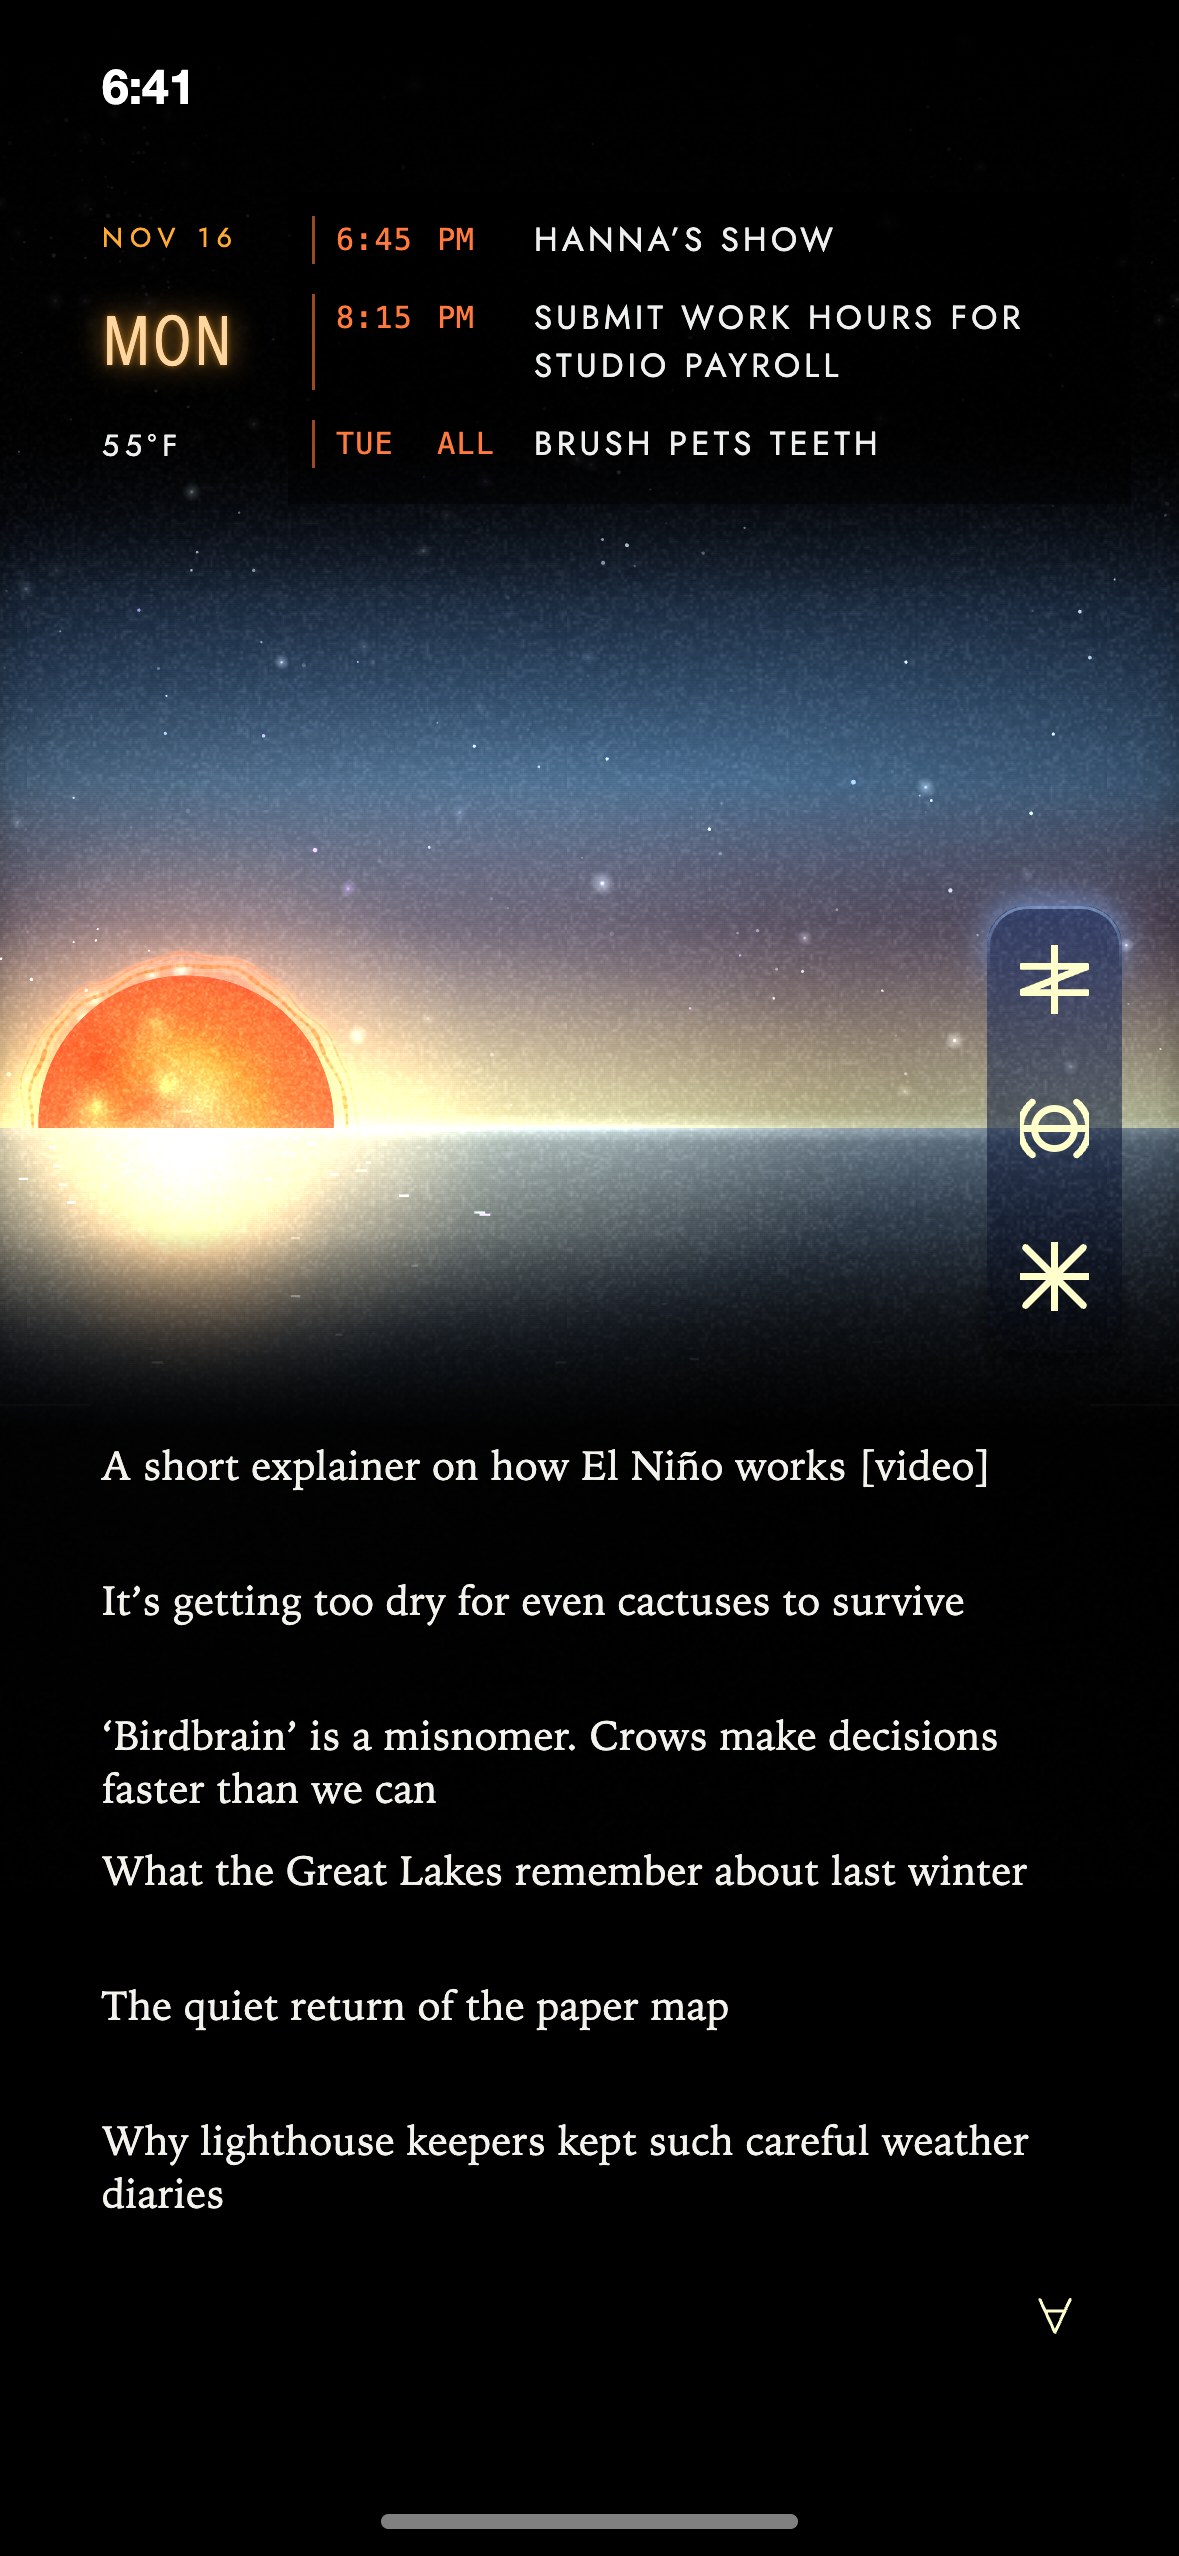 6:41
NOV 16
MON
55°F
6:45 PM HANNA’S SHOW
8:15 PM SUBMIT WORK HOURS FOR
STUDIO PAYROLL
TUE ALL BRUSH PETS TEETH
A short explainer on how El Niño works [video]
It’s getting too dry for even cactuses to survive
‘Birdbrain’ is a misnomer. Crows make decisions
faster than we can
What the Great Lakes remember about last winter
The quiet return of the paper map
Why lighthouse keepers kept such careful weather
diaries